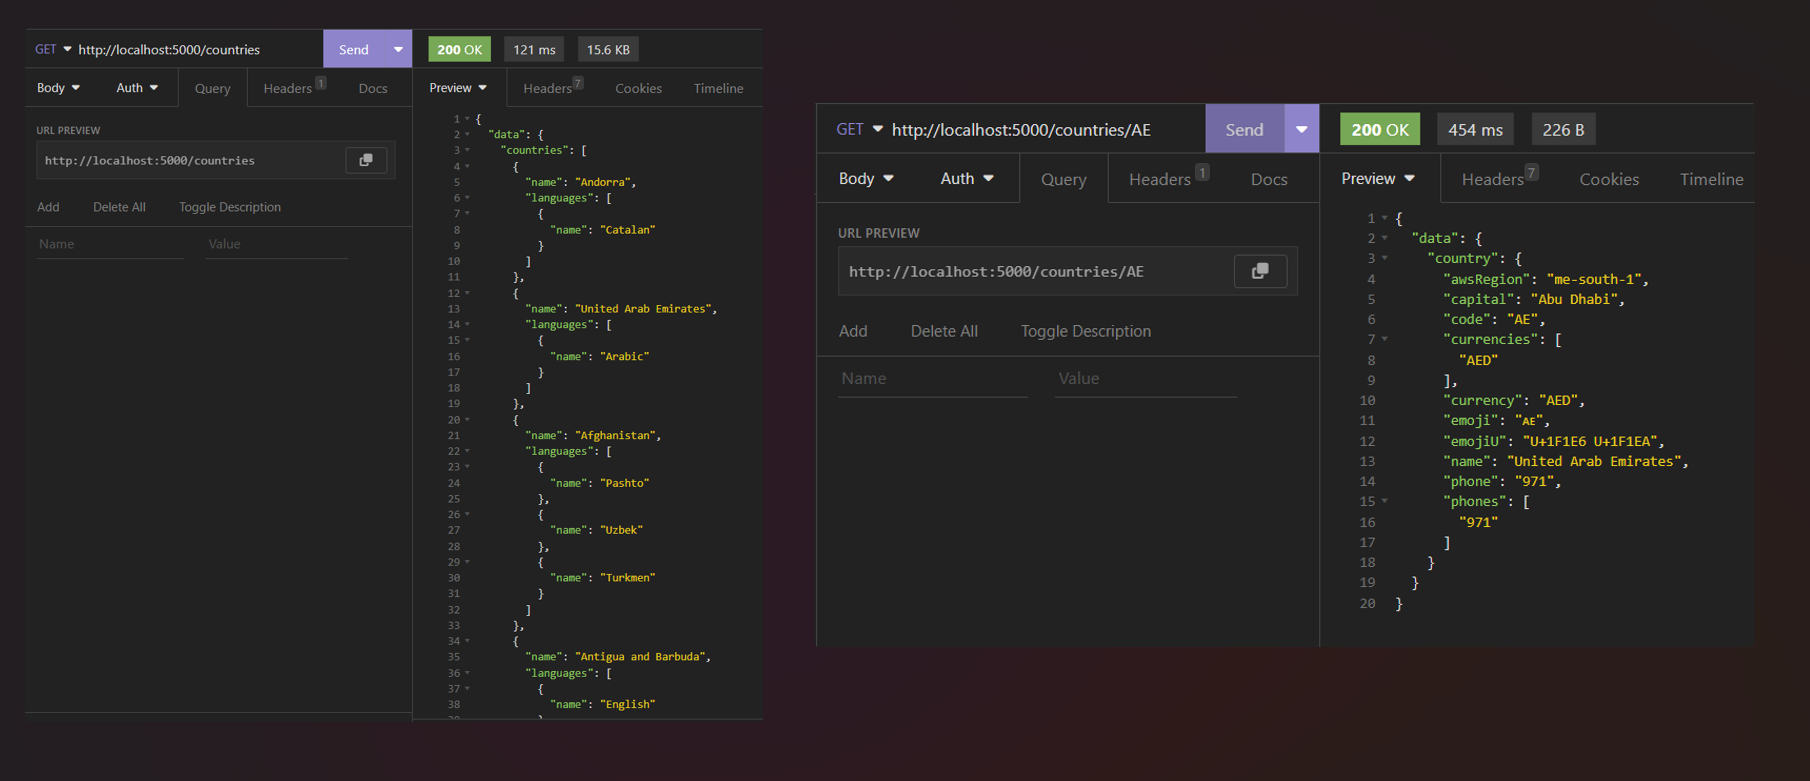 GET http://localhost:5000/countries Send 200 OK 121 ms 15.6 KB
Body Auth Query Headers 1 Docs Preview Headers 7 Cookies Timeline
URL PREVIEW
http://localhost:5000/countries
Add Delete All Toggle Description
Name Value
1 {
2 "data": {
3 "countries": [
4 {
5 "name": "Andorra",
6 "languages": [
7 {
8 "name": "Catalan"
9 }
10 ]
11 },
12 {
13 "name": "United Arab Emirates",
14 "languages": [
15 {
16 "name": "Arabic"
17 }
18 ]
19 },
20 {
21 "name": "Afghanistan",
22 "languages": [
23 {
24 "name": "Pashto"
25 },
26 {
27 "name": "Uzbek"
28 },
29 {
30 "name": "Turkmen"
31 }
32 ]
33 },
34 {
35 "name": "Antigua and Barbuda",
36 "languages": [
37 {
38 "name": "English"
GET http://localhost:5000/countries/AE Send 200 OK 454 ms 226 B
Body Auth Query Headers 1 Docs Preview Headers 7 Cookies Timeline
URL PREVIEW
http://localhost:5000/countries/AE
Add Delete All Toggle Description
Name Value
1 {
2 "data": {
3 "country": {
4 "awsRegion": "me-south-1",
5 "capital": "Abu Dhabi",
6 "code": "AE",
7 "currencies": [
8 "AED"
9 ],
10 "currency": "AED",
11 "emoji": "AE",
12 "emojiU": "U+1F1E6 U+1F1EA",
13 "name": "United Arab Emirates",
14 "phone": "971",
15 "phones": [
16 "971"
17 ]
18 }
19 }
20 }